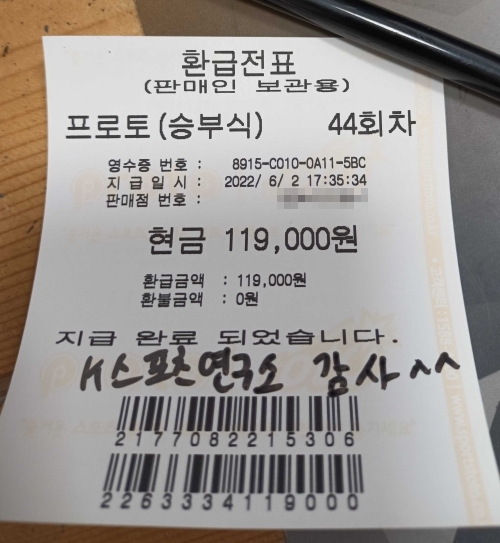 환급전표
(판매인 보관용)
프로토(승부식) 44회차
영수증 번호 : 8915-C010-0A11-5BC
지급일시 : 2022/ 6/ 2 17:35:34
판매점 번호 :
현금 119,000원
환급금액 : 119,000원
환불금액 : 0원
지급 완료 되었습니다.
K스포츠연구소 감사^^
2177082215306
2263334119000